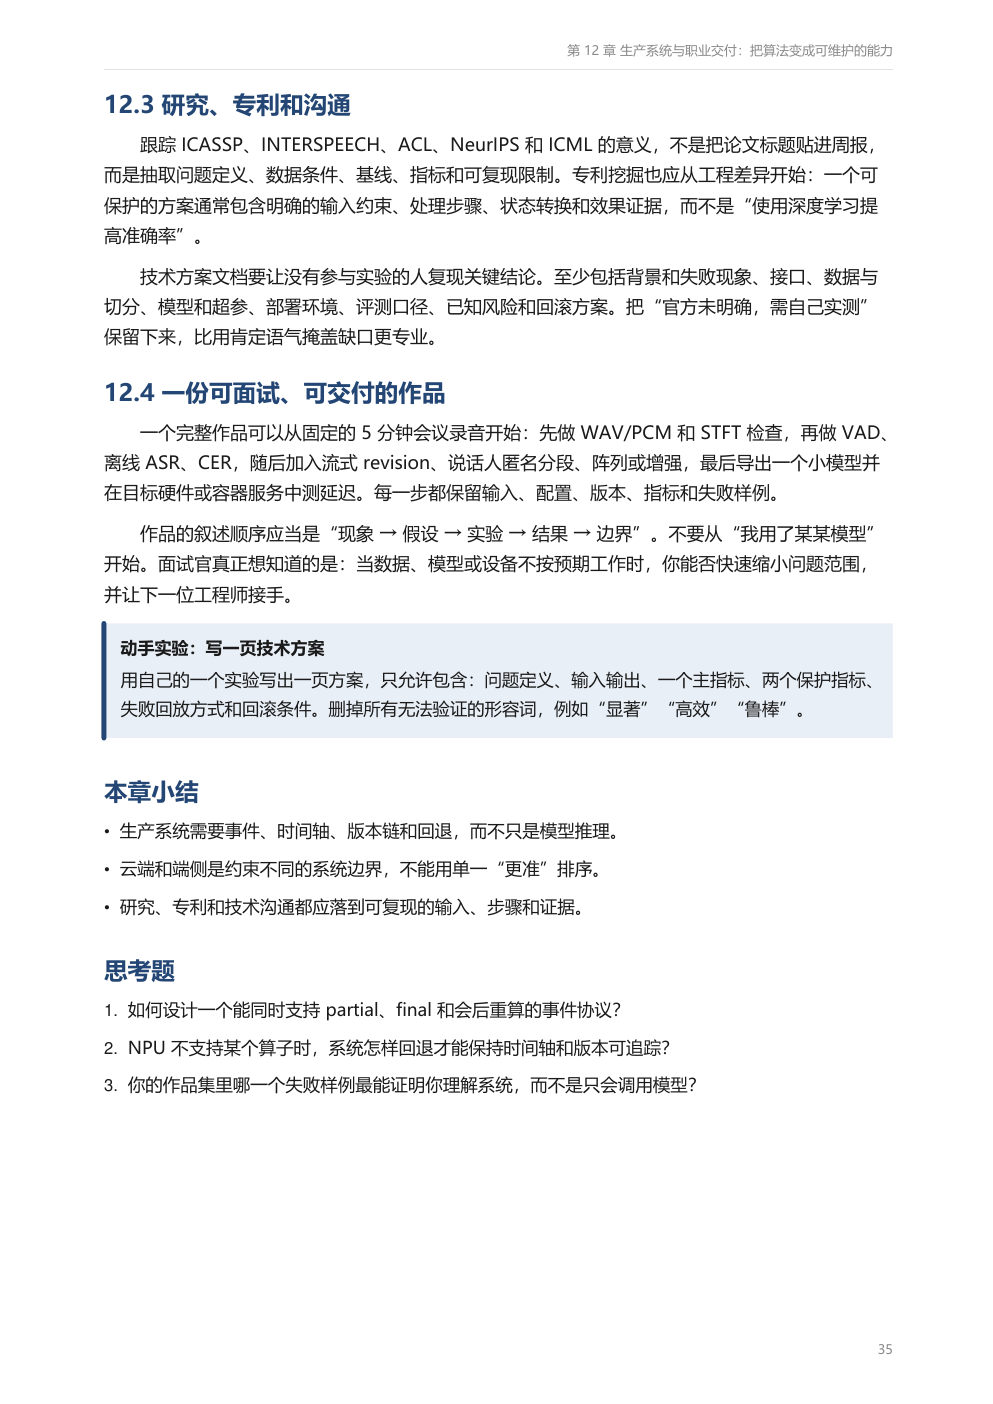 第 12 章 生产系统与职业交付：把算法变成可维护的能力
12.3 研究、专利和沟通
跟踪 ICASSP、INTERSPEECH、ACL、NeurIPS 和 ICML 的意义，不是把论文标题贴进周报，
而是抽取问题定义、数据条件、基线、指标和可复现限制。专利挖掘也应从工程差异开始：一个可
保护的方案通常包含明确的输入约束、处理步骤、状态转换和效果证据，而不是“使用深度学习提
高准确率”。
技术方案文档要让没有参与实验的人复现关键结论。至少包括背景和失败现象、接口、数据与
切分、模型和超参、部署环境、评测口径、已知风险和回滚方案。把“官方未明确，需自己实测”
保留下来，比用肯定语气掩盖缺口更专业。
12.4 一份可面试、可交付的作品
一个完整作品可以从固定的 5 分钟会议录音开始：先做 WAV/PCM 和 STFT 检查，再做 VAD、
离线 ASR、CER，随后加入流式 revision、说话人匿名分段、阵列或增强，最后导出一个小模型并
在目标硬件或容器服务中测延迟。每一步都保留输入、配置、版本、指标和失败样例。
作品的叙述顺序应当是“现象 → 假设 → 实验 → 结果 → 边界”。不要从“我用了某某模型”
开始。面试官真正想知道的是：当数据、模型或设备不按预期工作时，你能否快速缩小问题范围，
并让下一位工程师接手。
动手实验：写一页技术方案
用自己的一个实验写出一页方案，只允许包含：问题定义、输入输出、一个主指标、两个保护指标、
失败回放方式和回滚条件。删掉所有无法验证的形容词，例如“显著”“高效”“鲁棒”。
本章小结
• 生产系统需要事件、时间轴、版本链和回退，而不只是模型推理。
• 云端和端侧是约束不同的系统边界，不能用单一“更准”排序。
• 研究、专利和技术沟通都应落到可复现的输入、步骤和证据。
思考题
1. 如何设计一个能同时支持 partial、final 和会后重算的事件协议？
2. NPU 不支持某个算子时，系统怎样回退才能保持时间轴和版本可追踪？
3. 你的作品集里哪一个失败样例最能证明你理解系统，而不是只会调用模型？
35